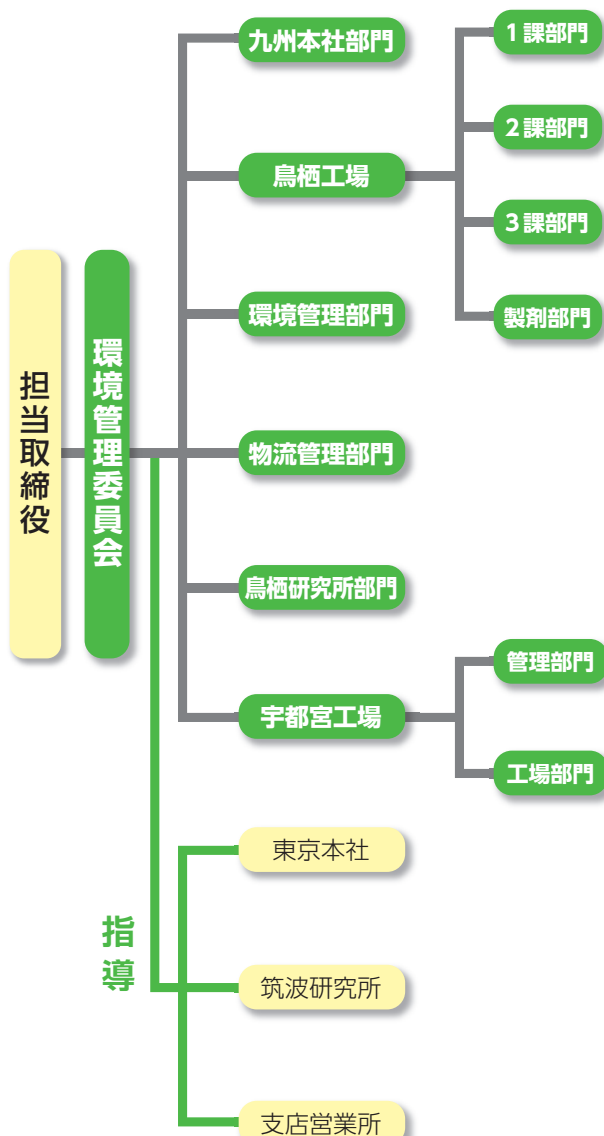 担当取締役
環境管理委員会
九州本社部門
鳥栖工場
1課部門
2課部門
3課部門
製剤部門
環境管理部門
物流管理部門
鳥栖研究所部門
宇都宮工場
管理部門
工場部門
指導
東京本社
筑波研究所
支店営業所